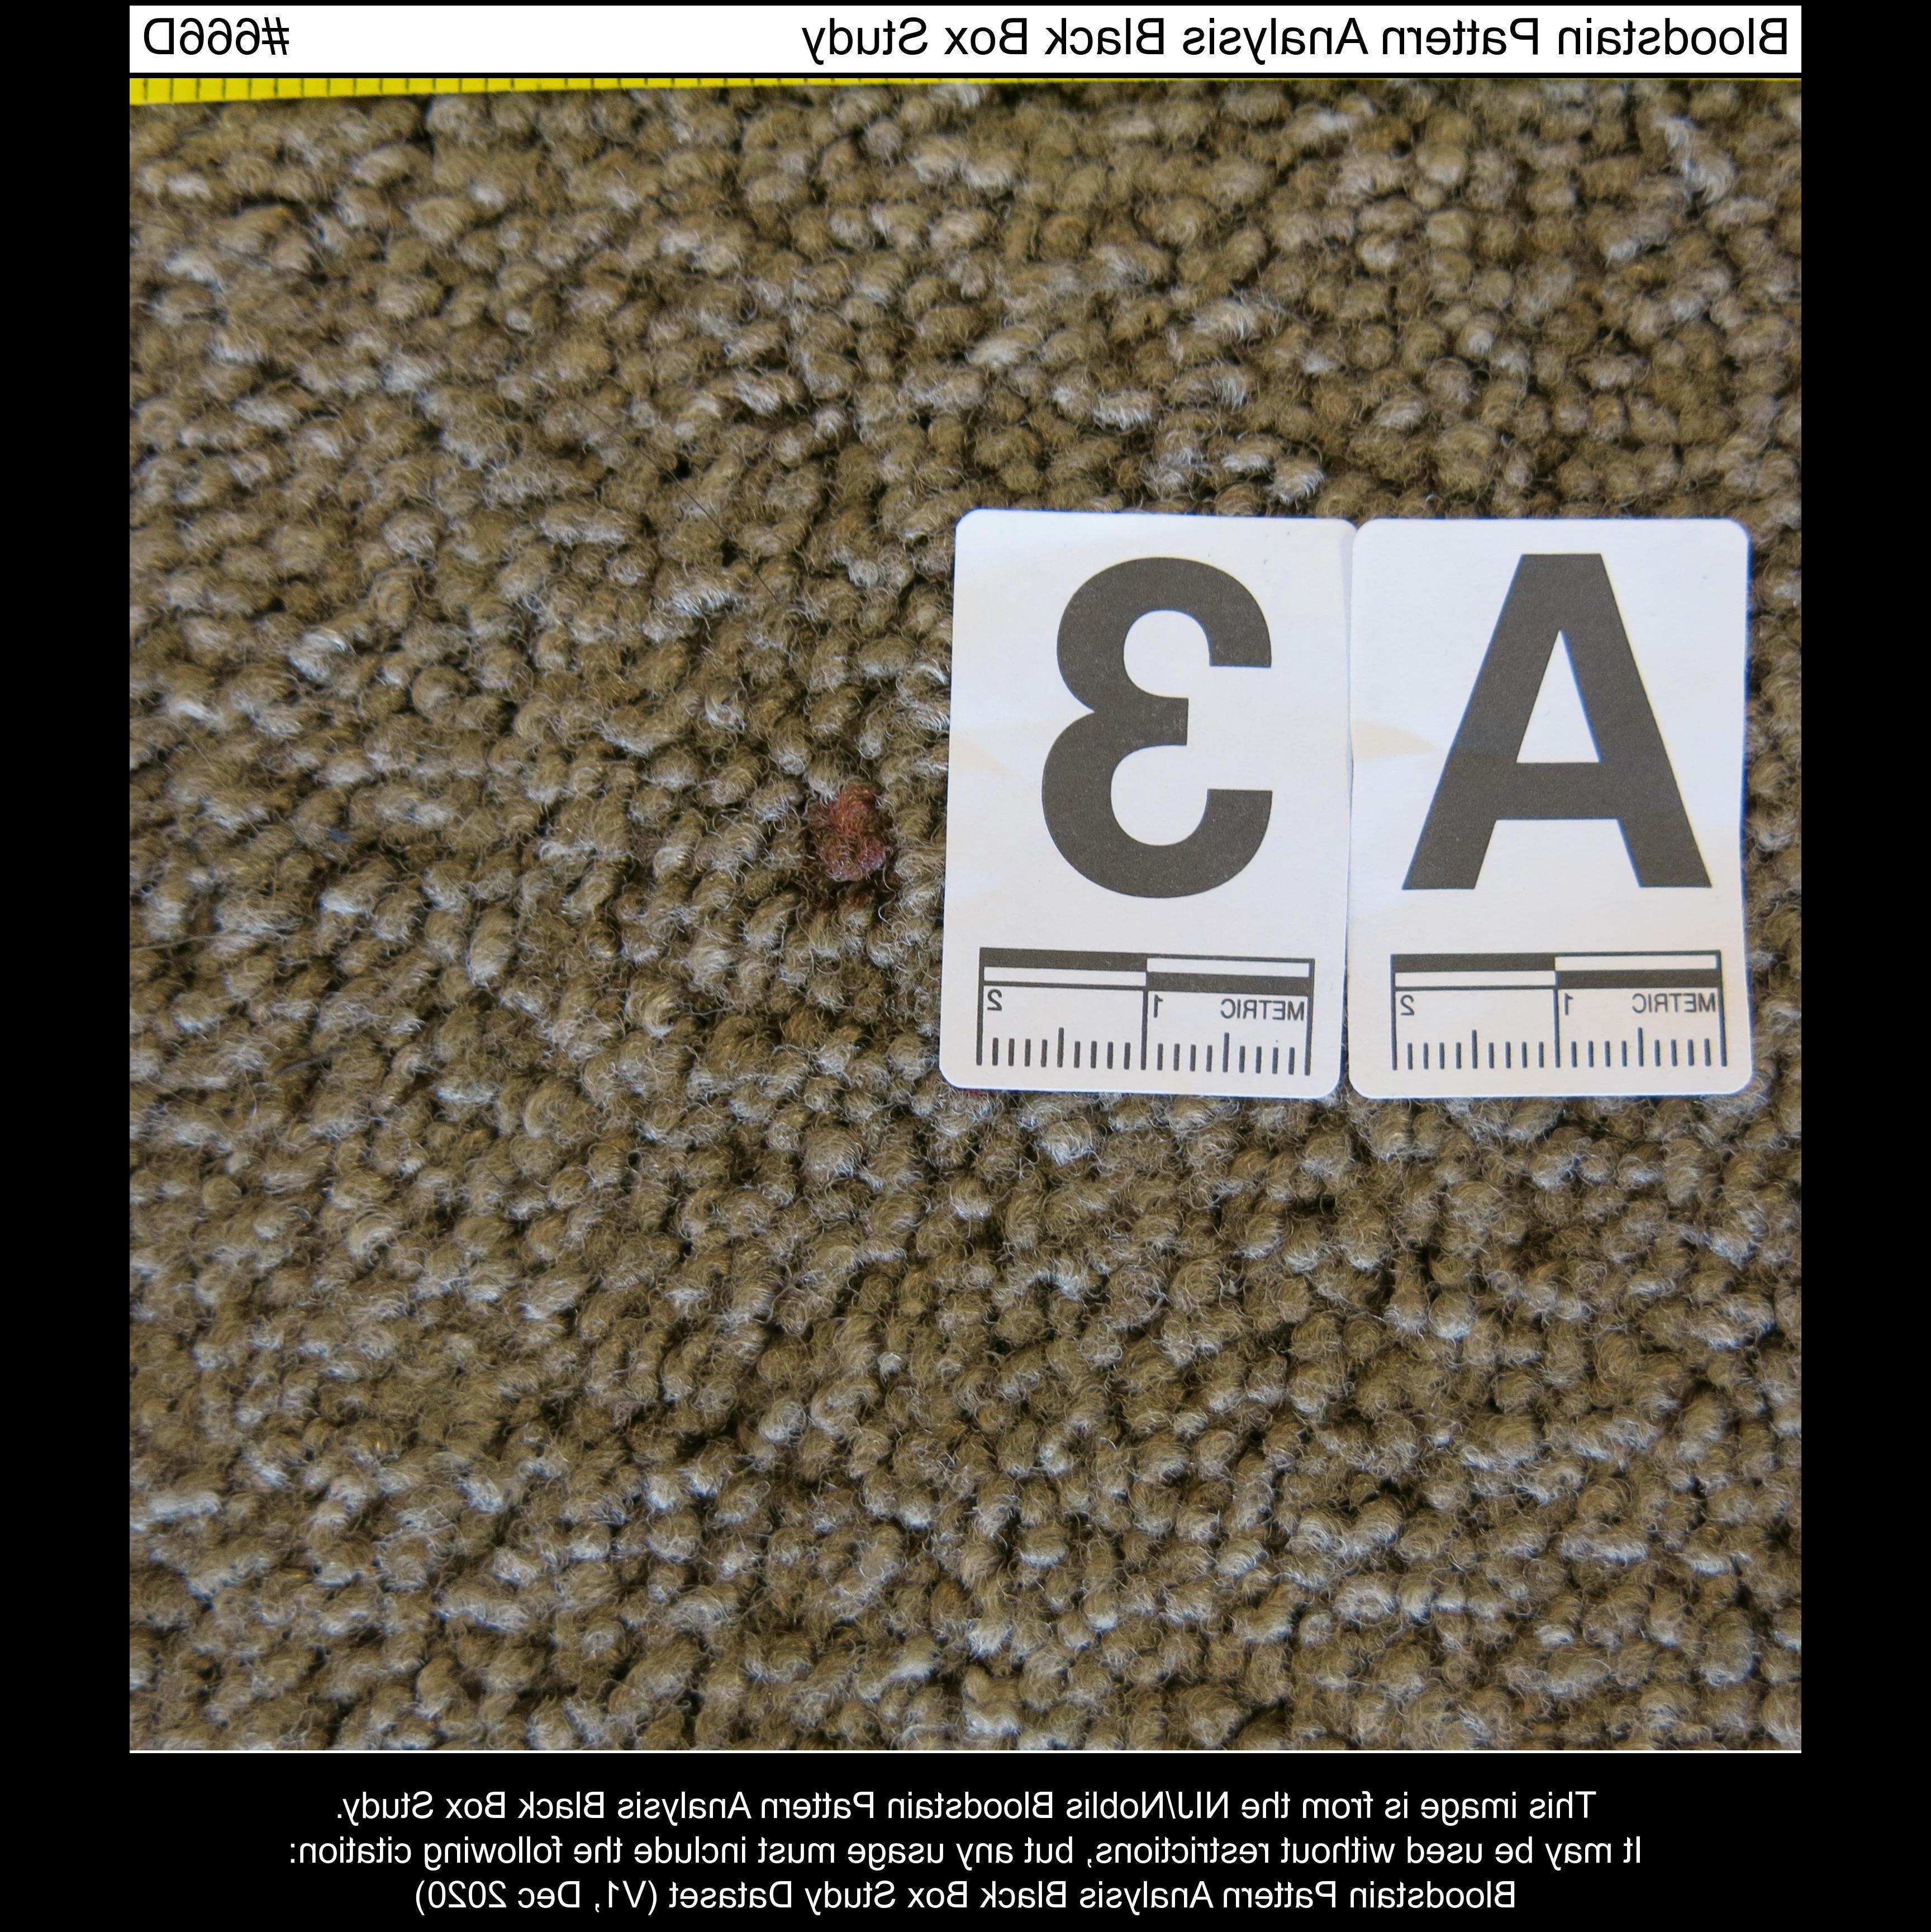 Bloodstain Pattern Analysis Black Box Study #666D
A 3
METRIC 1 2 METRIC 1 2
This image is from the NIJ/Noblis Bloodstain Pattern Analysis Black Box Study.
It may be used without restrictions, but any usage must include the following citation:
Bloodstain Pattern Analysis Black Box Study Dataset (V1, Dec 2020)